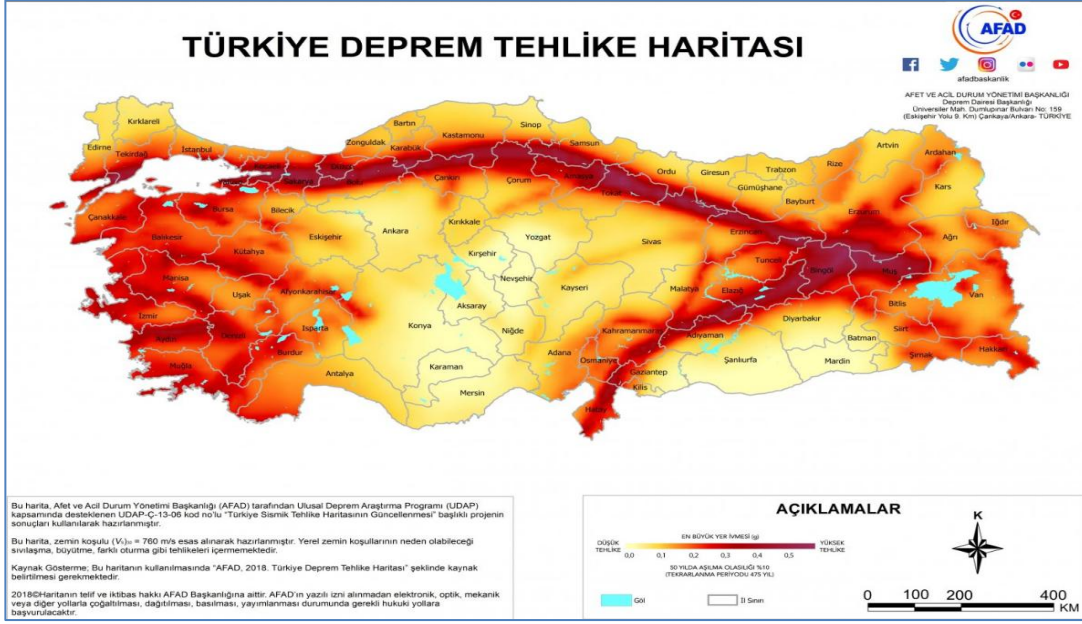 TÜRKİYE DEPREM TEHLİKE HARİTASI
AFAD
afadbaskanlik
AFET VE ACİL DURUM YÖNETİMİ BAŞKANLIĞI
Deprem Dairesi Başkanlığı
Üniversiteler Mah. Dumlupınar Bulvarı No: 159
(Eskişehir Yolu 9. Km) Çankaya/Ankara- TÜRKİYE
Kırklareli
Edirne
Tekirdağ
İstanbul
Bartın
Zonguldak
Karabük
Kastamonu
Sinop
Samsun
Çankırı
Çorum
Amasya
Tokat
Ordu
Giresun
Trabzon
Rize
Artvin
Ardahan
Gümüşhane
Bayburt
Kars
Erzurum
Iğdır
Ağrı
Çanakkale
Bursa
Bilecik
Balıkesir
Kütahya
Eskişehir
Ankara
Kırıkkale
Kırşehir
Yozgat
Sivas
Erzincan
Tunceli
Bingöl
Muş
Manisa
Uşak
Afyonkarahisar
Nevşehir
Kayseri
Malatya
Elazığ
Bitlis
Van
İzmir
Aydın
Denizli
Isparta
Burdur
Konya
Aksaray
Niğde
Kahramanmaraş
Adıyaman
Diyarbakır
Batman
Siirt
Şırnak
Hakkari
Muğla
Antalya
Karaman
Mersin
Adana
Osmaniye
Gaziantep
Kilis
Şanlıurfa
Mardin
Hatay
Bu harita, Afet ve Acil Durum Yönetimi Başkanlığı (AFAD) tarafından Ulusal Deprem Araştırma Programı (UDAP)
kapsamında desteklenen UDAP-Ç-13-06 kod no'lu "Türkiye Sismik Tehlike Haritasının Güncellenmesi" başlıklı projenin
sonuçları kullanılarak hazırlanmıştır.
Bu harita, zemin koşulu (Vs)30 = 760 m/s esas alınarak hazırlanmıştır. Yerel zemin koşullarının neden olabileceği
sıvılaşma, büyütme, farklı oturma gibi tehlikeleri içermemektedir.
Kaynak Gösterme; Bu haritanın kullanılmasında "AFAD, 2018. Türkiye Deprem Tehlike Haritası" şeklinde kaynak
belirtilmesi gerekmektedir.
2018©Haritanın telif ve iktibas hakkı AFAD Başkanlığına aittir. AFAD'ın yazılı izni alınmadan elektronik, optik, mekanik
veya diğer yollarla çoğaltılması, dağıtılması, basılması, yayımlanması durumunda gerekli hukuki yollara
başvurulacaktır.
AÇIKLAMALAR
EN BÜYÜK YER İVMESİ (g)
DÜŞÜK
TEHLİKE
YÜKSEK
TEHLİKE
0,0 0,1 0,2 0,3 0,4 0,5
50 YILDA AŞILMA OLASILIĞI %10
(TEKRARLANMA PERİYODU 475 YIL)
Göl
İl Sınırı
K
0 100 200 400
KM